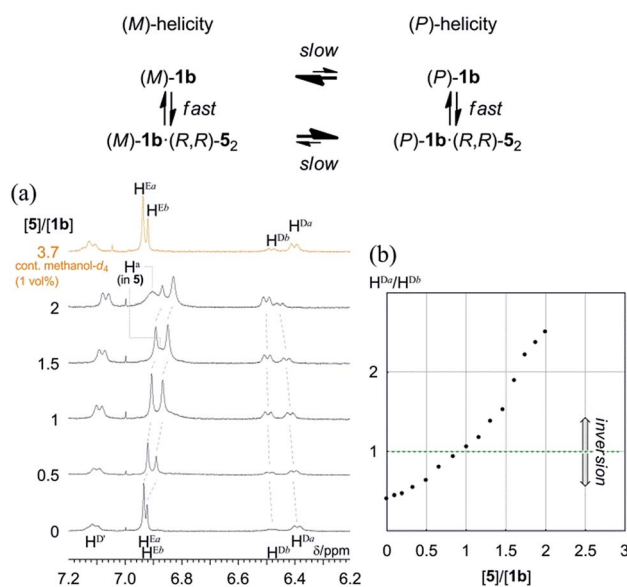 (M)-helicity (P)-helicity
slow
(M)-1b (P)-1b
fast fast
(M)-1b·(R,R)-5₂ (P)-1b·(R,R)-5₂
slow
(a)
[5]/[1b]
Hᴱᵃ
Hᴱᵇ
Hᴰᵇ
Hᴰᵃ
3.7
cont. methanol-d₄
(1 vol%)
Hᵃ
(in 5)
2
1.5
1
0.5
0
Hᴰ' Hᴱᵃ Hᴰᵇ Hᴰᵃ δ/ppm
Hᴱᵇ
7.2 7.0 6.8 6.6 6.4 6.2
(b)
Hᴰᵃ/Hᴰᵇ
2
1
inversion
0 0.5 1 1.5 2 2.5 3
[5]/[1b]